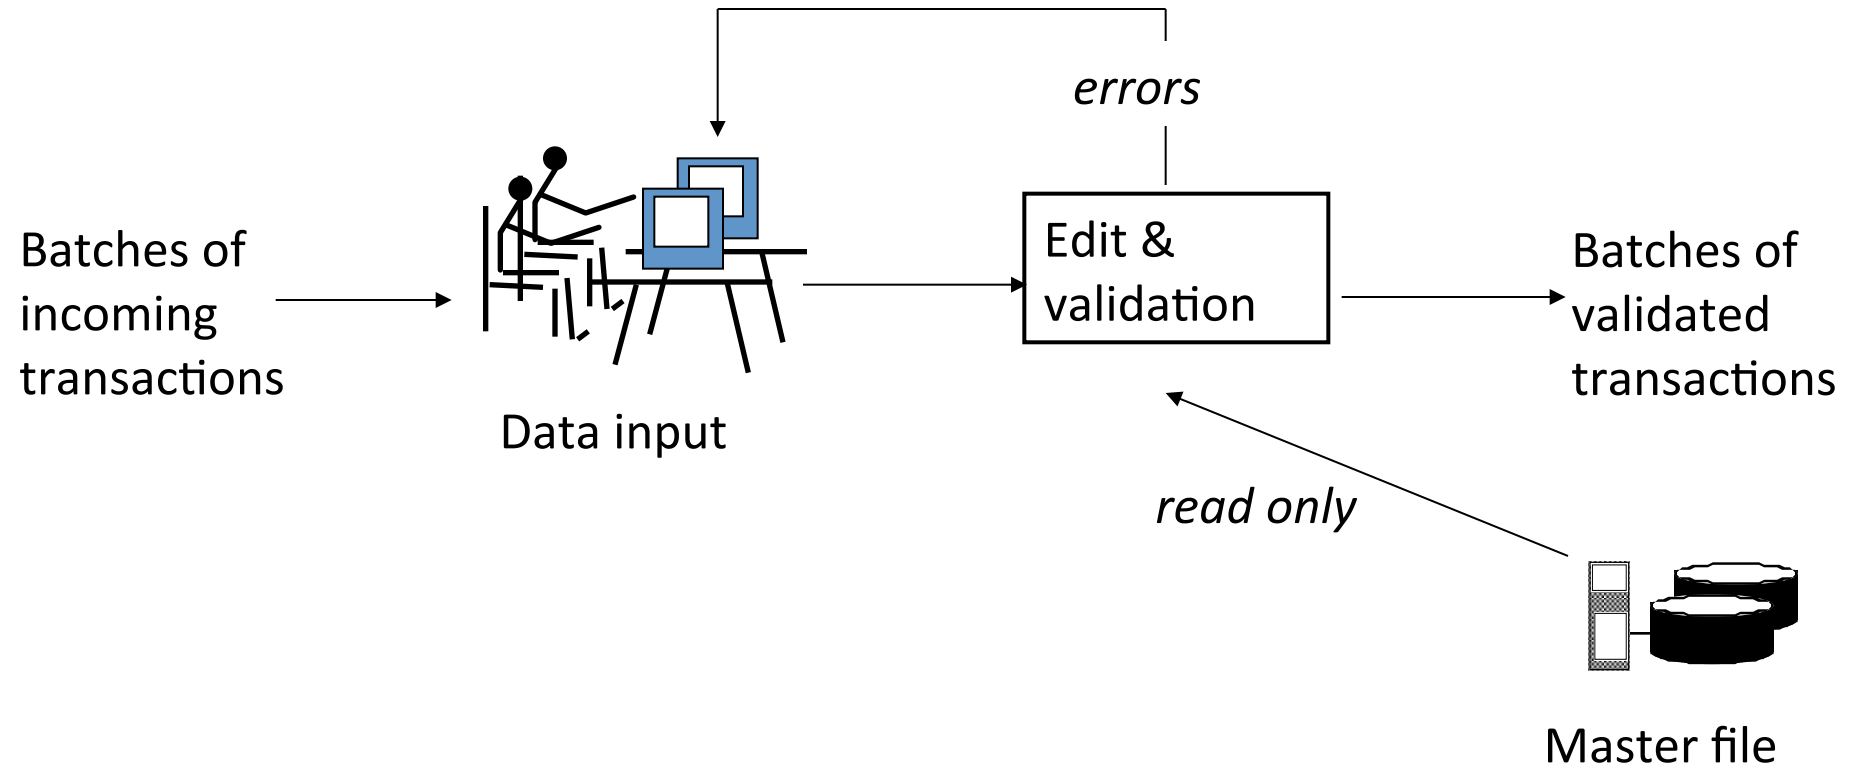 errors
Batches of
incoming
transactions
Data input
Edit &
validation
Batches of
validated
transactions
read only
Master file